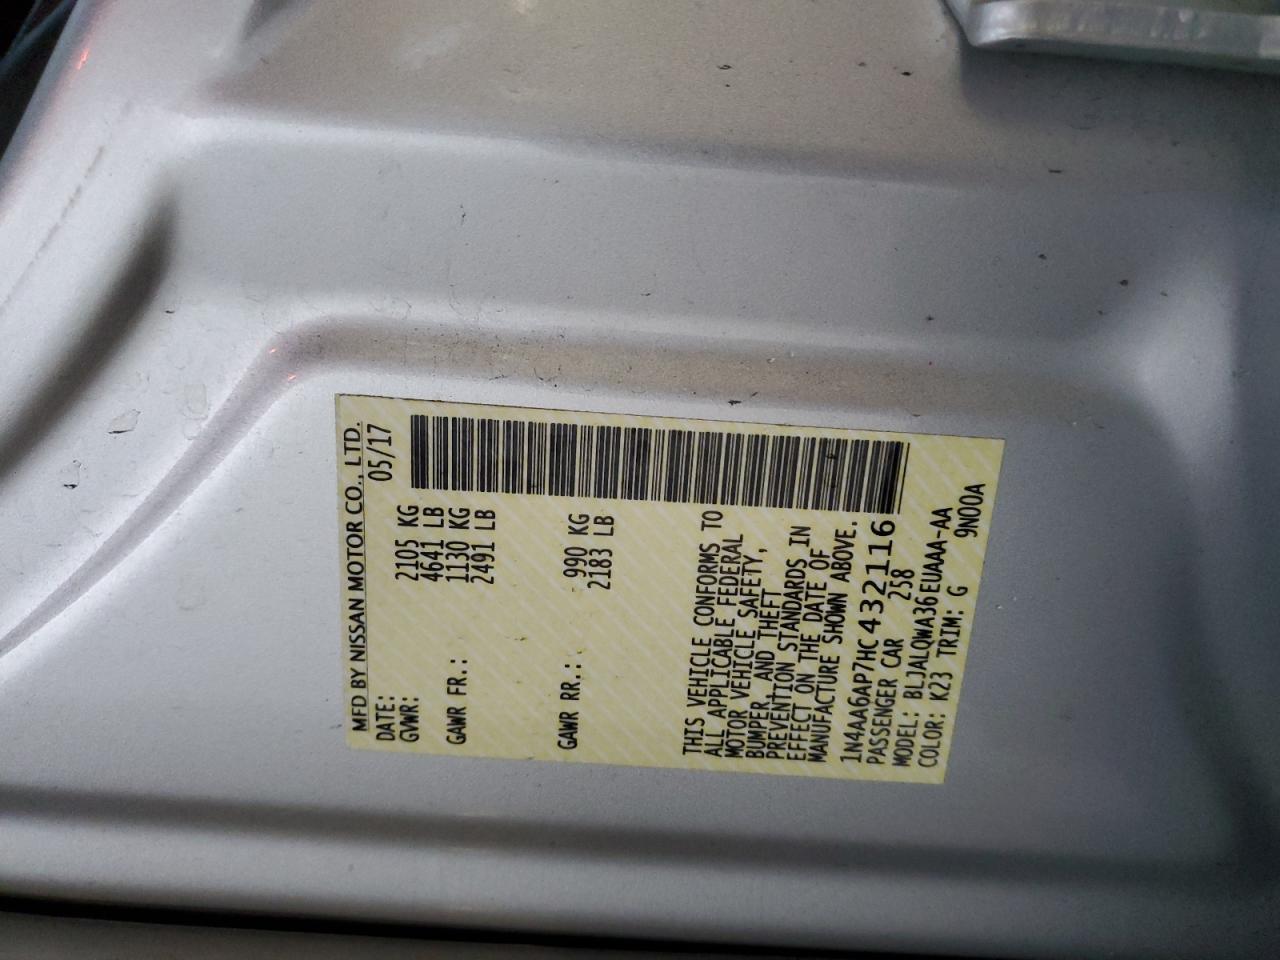 MFD BY NISSAN MOTOR CO., LTD.
DATE: 05/17
GVWR: 2105 KG
4641 LB
GAWR FR.: 1130 KG
2491 LB
GAWR RR.: 990 KG
2183 LB
THIS VEHICLE CONFORMS TO
ALL APPLICABLE FEDERAL
MOTOR VEHICLE SAFETY,
BUMPER, AND THEFT
PREVENTION STANDARDS IN
EFFECT ON THE DATE OF
MANUFACTURE SHOWN ABOVE.
1N4AA6AP7HC432116
PASSENGER CAR 258
MODEL: BLJALQWA36EUAAA-AA
COLOR: K23 TRIM: G 9N00A